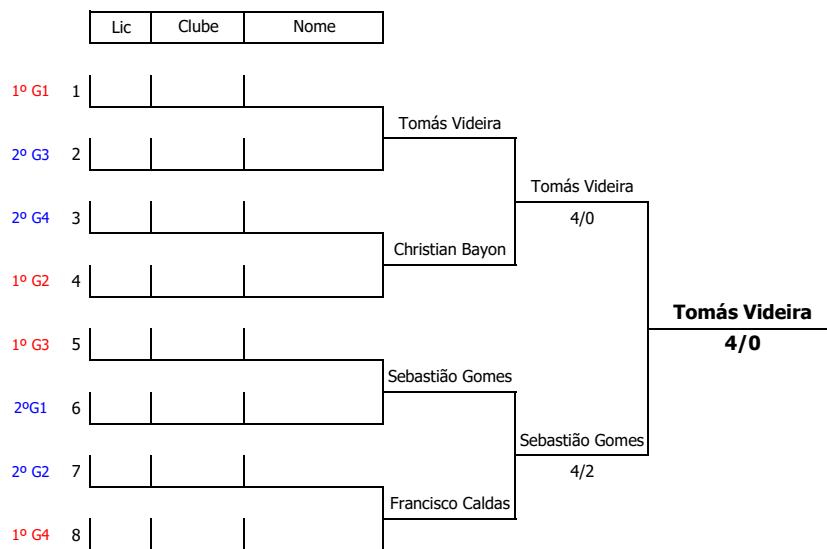 Lic Clube Nome
1º G1 1
Tomás Videira
2º G3 2
Tomás Videira
2º G4 3
4/0
Christian Bayon
1º G2 4
Tomás Videira
1º G3 5
4/0
Sebastião Gomes
2ºG1 6
Sebastião Gomes
2º G2 7
4/2
Francisco Caldas
1º G4 8